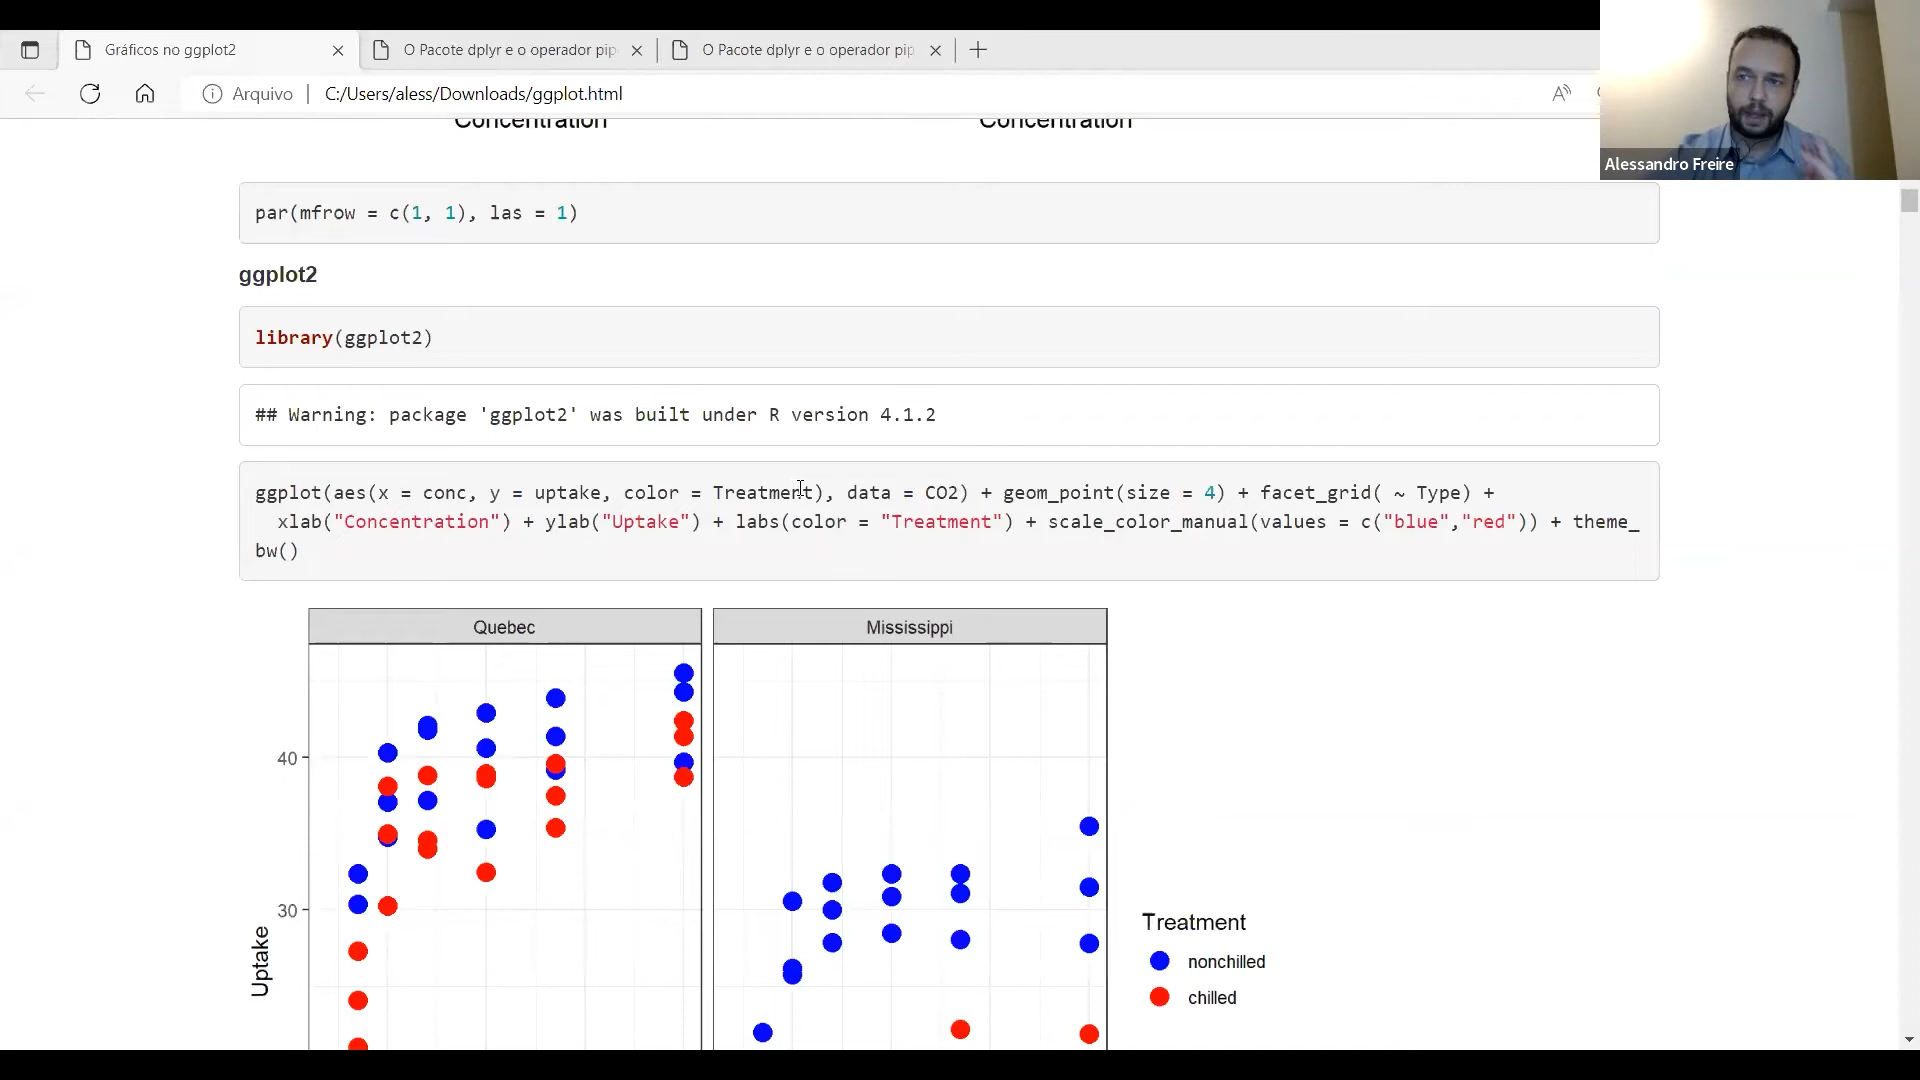 Gráficos no ggplot2
O Pacote dplyr e o operador pip
O Pacote dplyr e o operador pip
Arquivo
C:/Users/aless/Downloads/ggplot.html
Alessandro Freire
Concentration
Concentration
par(mfrow = c(1, 1), las = 1)
ggplot2
library(ggplot2)
## Warning: package 'ggplot2' was built under R version 4.1.2
ggplot(aes(x = conc, y = uptake, color = Treatment), data = CO2) + geom_point(size = 4) + facet_grid( ~ Type) +
xlab("Concentration") + ylab("Uptake") + labs(color = "Treatment") + scale_color_manual(values = c("blue","red")) + theme_
bw()
Quebec
Mississippi
40
30
Uptake
Treatment
nonchilled
chilled